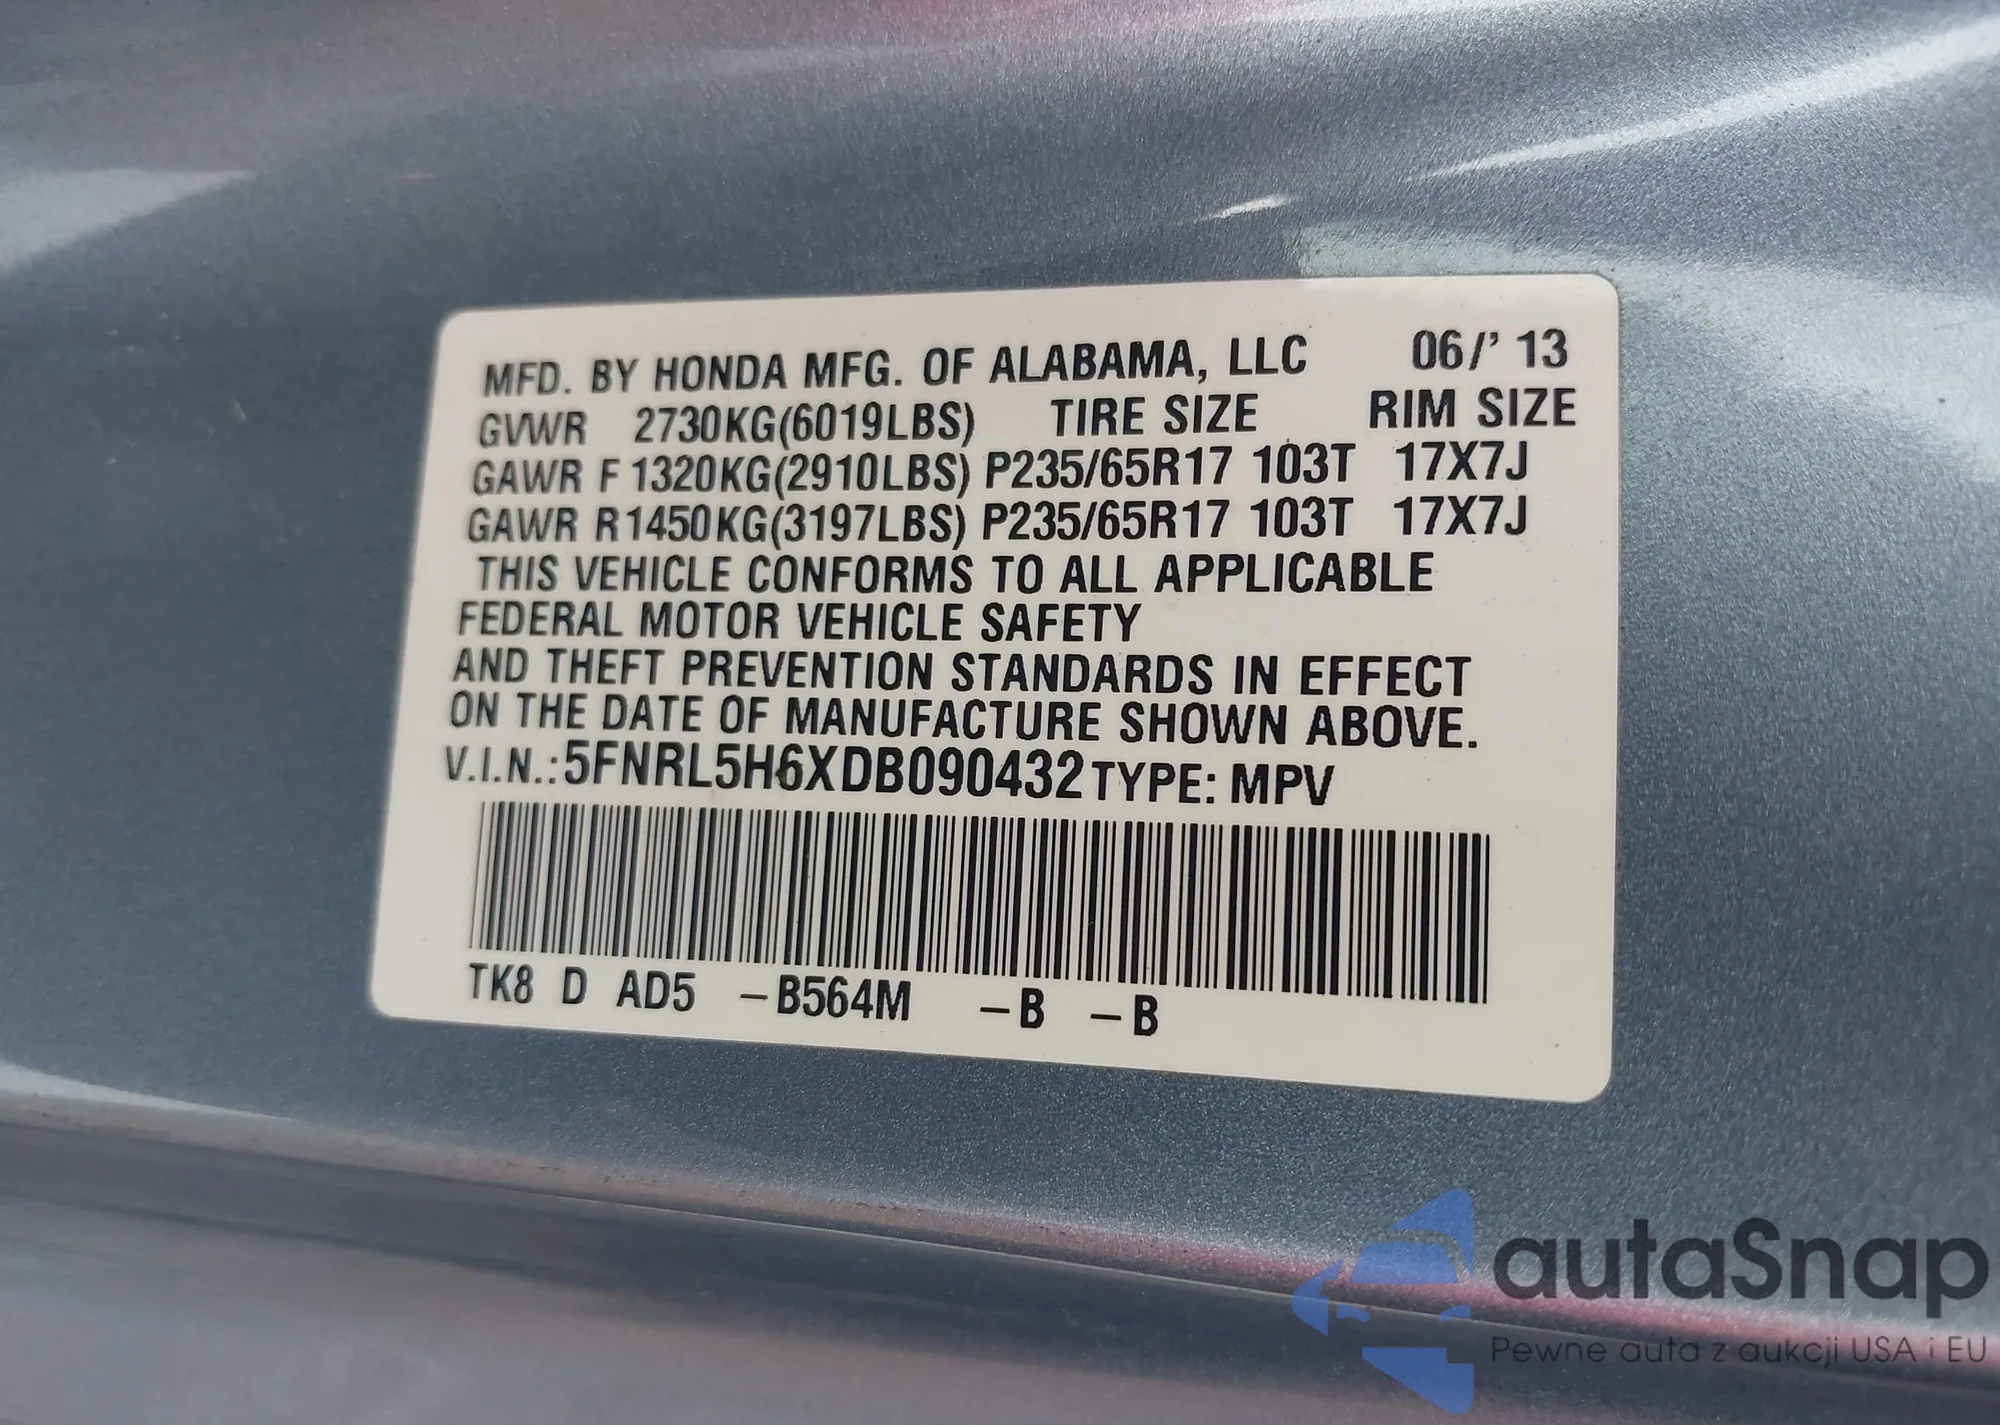 MFD. BY HONDA MFG. OF ALABAMA, LLC 06/' 13
GVWR 2730KG(6019LBS) TIRE SIZE RIM SIZE
GAWR F 1320KG(2910LBS) P235/65R17 103T 17X7J
GAWR R1450KG(3197LBS) P235/65R17 103T 17X7J
THIS VEHICLE CONFORMS TO ALL APPLICABLE
FEDERAL MOTOR VEHICLE SAFETY
AND THEFT PREVENTION STANDARDS IN EFFECT
ON THE DATE OF MANUFACTURE SHOWN ABOVE.
V.I.N.:5FNRL5H6XDB090432 TYPE: MPV
TK8 D AD5 –B564M –B –B
autaSnap
Pewne auta z aukcji USA i EU